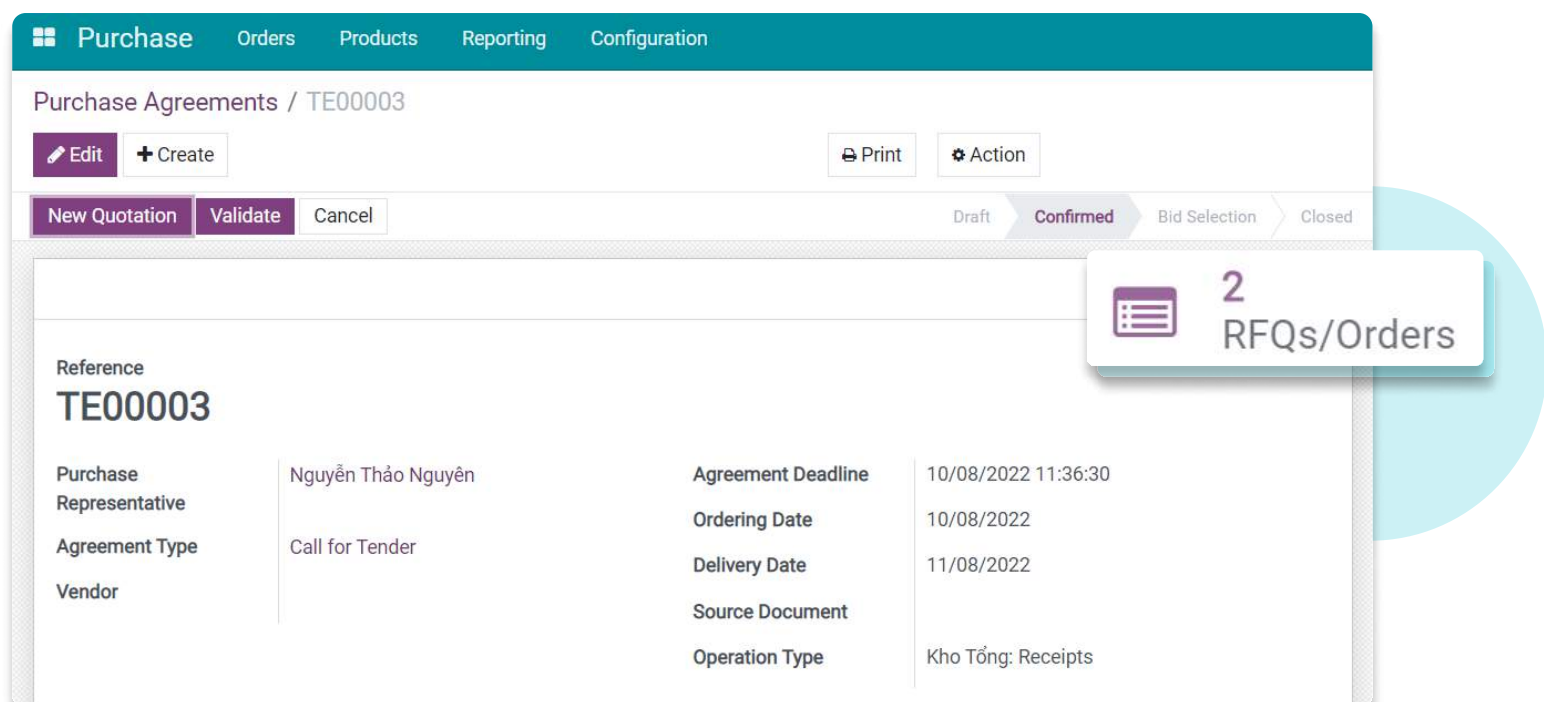 Purchase Orders Products Reporting Configuration
Purchase Agreements / TE00003
Edit Create Print Action
New Quotation Validate Cancel Draft Confirmed Bid Selection Closed
2
RFQs/Orders
Reference
TE00003
Purchase
Representative
Nguyễn Thảo Nguyên
Agreement Type Call for Tender
Vendor
Agreement Deadline 10/08/2022 11:36:30
Ordering Date 10/08/2022
Delivery Date 11/08/2022
Source Document
Operation Type Kho Tổng: Receipts